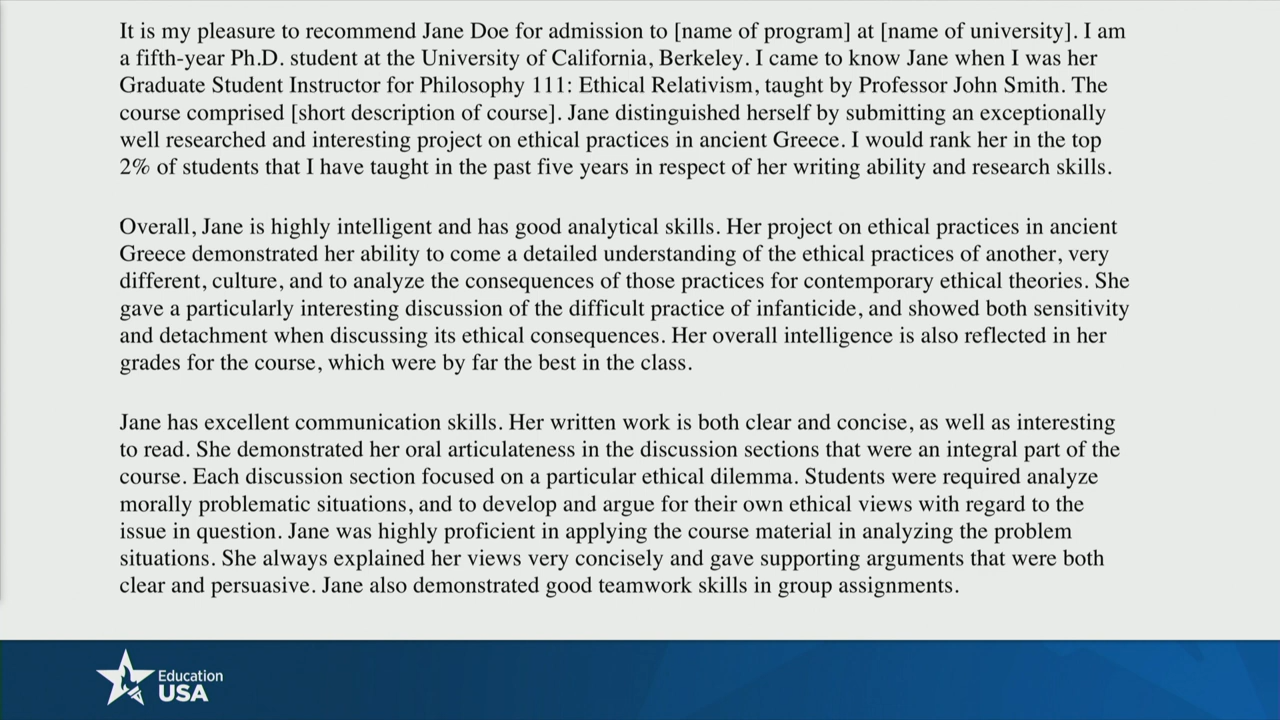 It is my pleasure to recommend Jane Doe for admission to [name of program] at [name of university]. I am
a fifth-year Ph.D. student at the University of California, Berkeley. I came to know Jane when I was her
Graduate Student Instructor for Philosophy 111: Ethical Relativism, taught by Professor John Smith. The
course comprised [short description of course]. Jane distinguished herself by submitting an exceptionally
well researched and interesting project on ethical practices in ancient Greece. I would rank her in the top
2% of students that I have taught in the past five years in respect of her writing ability and research skills.
Overall, Jane is highly intelligent and has good analytical skills. Her project on ethical practices in ancient
Greece demonstrated her ability to come a detailed understanding of the ethical practices of another, very
different, culture, and to analyze the consequences of those practices for contemporary ethical theories. She
gave a particularly interesting discussion of the difficult practice of infanticide, and showed both sensitivity
and detachment when discussing its ethical consequences. Her overall intelligence is also reflected in her
grades for the course, which were by far the best in the class.
Jane has excellent communication skills. Her written work is both clear and concise, as well as interesting
to read. She demonstrated her oral articulateness in the discussion sections that were an integral part of the
course. Each discussion section focused on a particular ethical dilemma. Students were required analyze
morally problematic situations, and to develop and argue for their own ethical views with regard to the
issue in question. Jane was highly proficient in applying the course material in analyzing the problem
situations. She always explained her views very concisely and gave supporting arguments that were both
clear and persuasive. Jane also demonstrated good teamwork skills in group assignments.
Education
USA